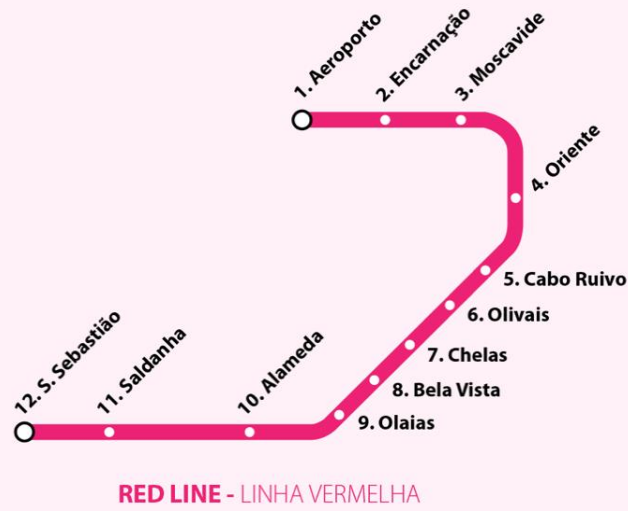 1. Aeroporto
2. Encarnação
3. Moscavide
4. Oriente
5. Cabo Ruivo
6. Olivais
7. Chelas
8. Bela Vista
9. Olaias
10. Alameda
11. Saldanha
12. S. Sebastião
RED LINE - LINHA VERMELHA